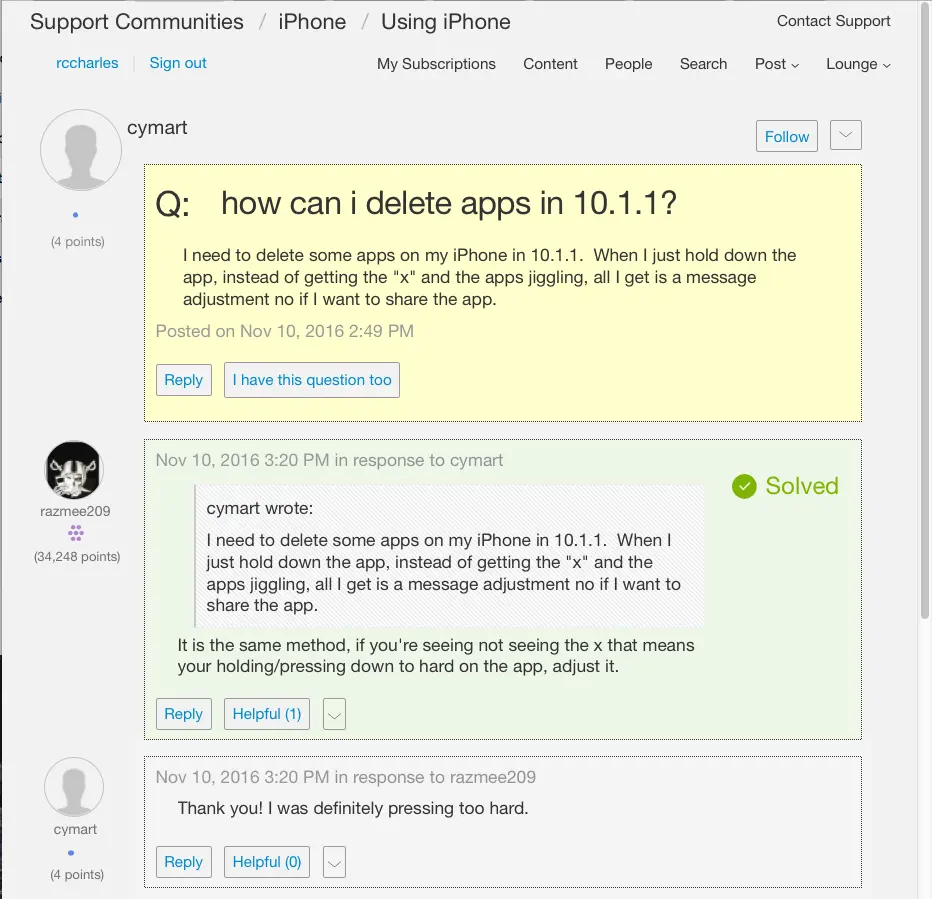 Support Communities / iPhone / Using iPhone
Contact Support
rccharles
Sign out
My Subscriptions
Content
People
Search
Post
Lounge
cymart
Follow
(4 points)
Q: how can i delete apps in 10.1.1?
I need to delete some apps on my iPhone in 10.1.1. When I just hold down the
app, instead of getting the "x" and the apps jiggling, all I get is a message
adjustment no if I want to share the app.
Posted on Nov 10, 2016 2:49 PM
Reply
I have this question too
razmee209
(34,248 points)
Nov 10, 2016 3:20 PM in response to cymart
Solved
cymart wrote:
I need to delete some apps on my iPhone in 10.1.1. When I
just hold down the app, instead of getting the "x" and the
apps jiggling, all I get is a message adjustment no if I want to
share the app.
It is the same method, if you're seeing not seeing the x that means
your holding/pressing down to hard on the app, adjust it.
Reply
Helpful (1)
cymart
(4 points)
Nov 10, 2016 3:20 PM in response to razmee209
Thank you! I was definitely pressing too hard.
Reply
Helpful (0)